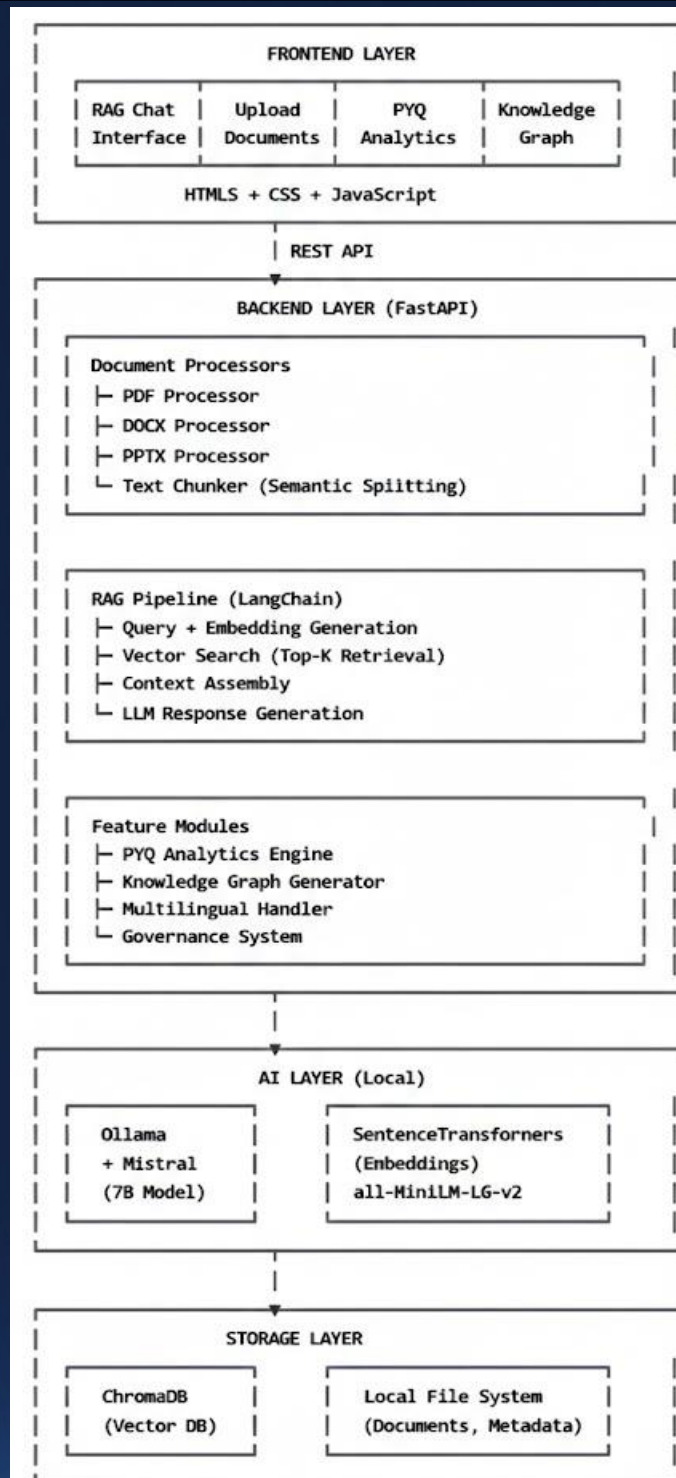 FRONTEND LAYER
RAG Chat Upload PYQ Knowledge
Interface Documents Analytics Graph
HTMLS + CSS + JavaScript
REST API
BACKEND LAYER (FastAPI)
Document Processors
PDF Processor
DOCX Processor
PPTX Processor
Text Chunker (Semantic Spiitting)
RAG Pipeline (LangChain)
Query + Embedding Generation
Vector Search (Top-K Retrieval)
Context Assembly
LLM Response Generation
Feature Modules
PYQ Analytics Engine
Knowledge Graph Generator
Multilingual Handler
Governance System
AI LAYER (Local)
Ollama SentenceTransforners
+ Mistral (Embeddings)
(7B Model) all-MiniLM-LG-v2
STORAGE LAYER
ChromaDB Local File System
(Vector DB) (Documents, Metadata)